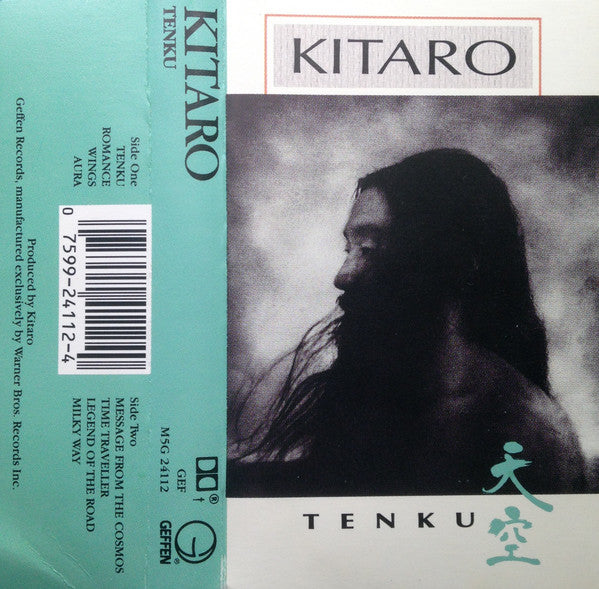 KITARO
TENKU
天空
KITARO
TENKU
Side One
TENKU
ROMANCE
WINGS
AURA
0 7599-24112-4
Side Two
MESSAGE FROM THE COSMOS
TIME TRAVELLER
LEGEND OF THE ROAD
MILKY WAY
Produced by Kitaro
Geffen Records, manufactured exclusively by Warner Bros. Records Inc.
GEF
M5G 24112
®
†
G
GEFFEN®